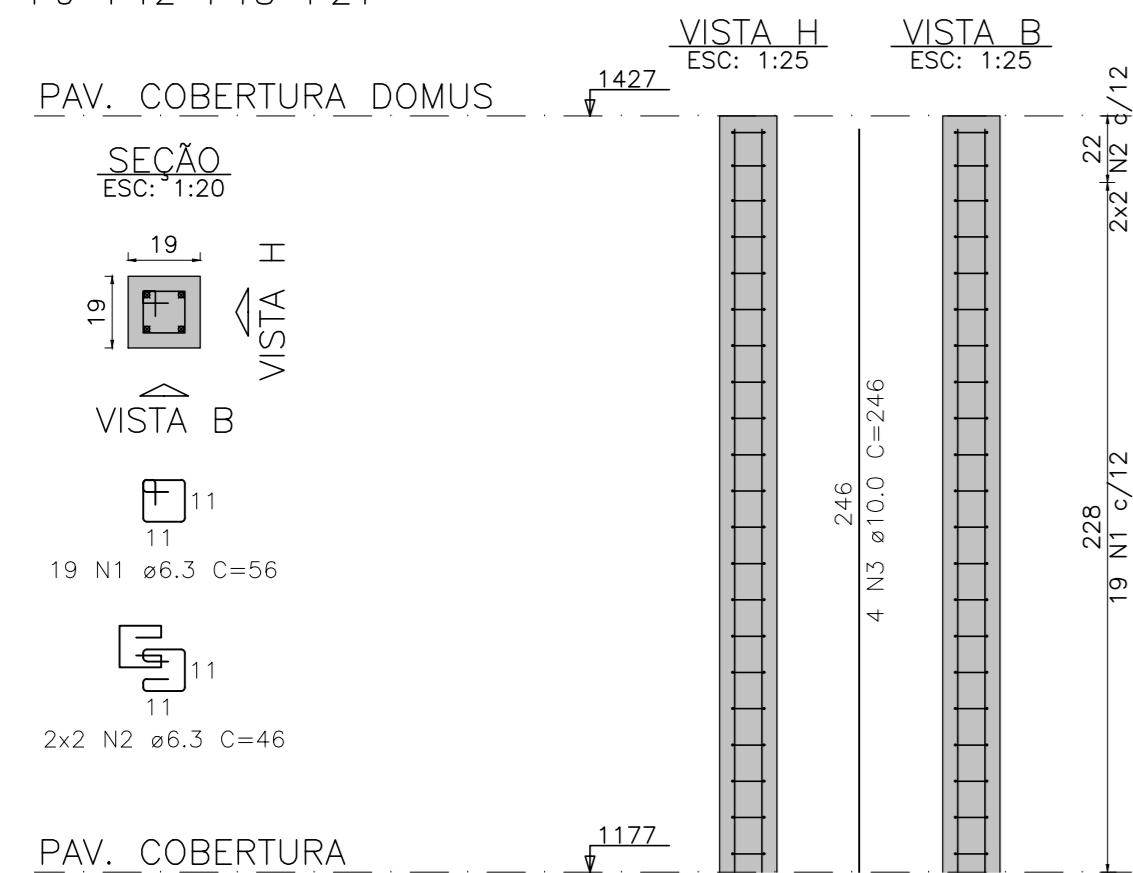 VISTA H
ESC: 1:25
VISTA B
ESC: 1:25
PAV. COBERTURA DOMUS
1427
SEÇÃO
ESC: 1:20
19
19
VISTA H
VISTA B
11
11
19 N1 ø6.3 C=56
11
11
2x2 N2 ø6.3 C=46
246
4 N3 ø10.0 C=246
22
2x2 N2 c/12
228
19 N1 c/12
PAV. COBERTURA
1177